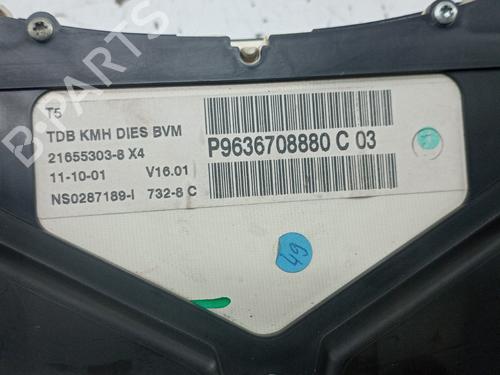 B-PARTS
T5
TDB KMH DIES BVM
21655303-8 X4
11-10-01 V16.01
NS0287189-I 732-8 C
P9636708880 C 03
49